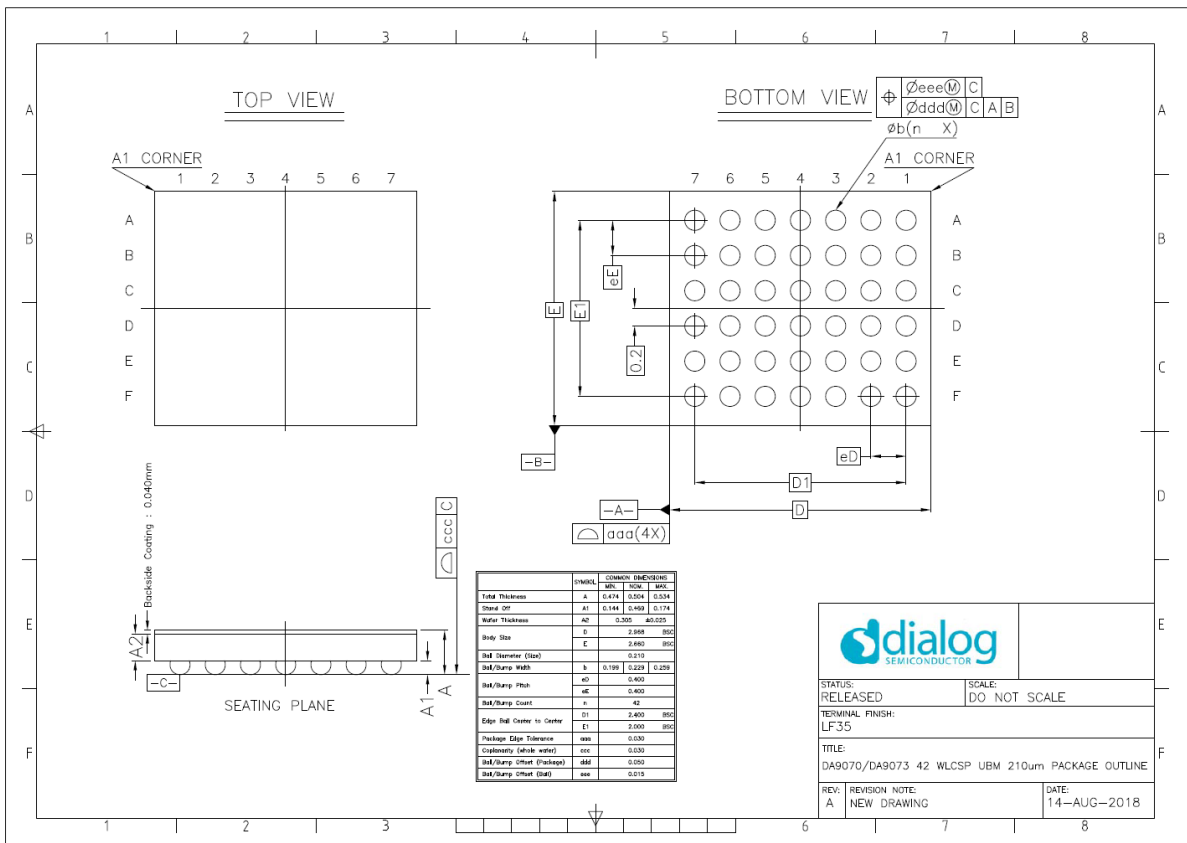 1 2 3 4 5 6 7 8
A
B
C
D
E
F
A
B
C
D
E
F
1 2 3 6 7 8
TOP VIEW
A1 CORNER
1 2 3 4 5 6 7
A
B
C
D
E
F
BOTTOM VIEW
⌖ Øeee Ⓜ C
Øddd Ⓜ C A B
øb(n X)
A1 CORNER
7 6 5 4 3 2 1
A
B
C
D
E
F
eE
E
E1
0.2
eD
D1
D
-B-
-A-
⌓ aaa(4X)
Backside Coating : 0.040mm
⌓ ccc C
A2
-C-
A1
A
SEATING PLANE
SYMBOL COMMON DIMENSIONS
MIN. NOM. MAX.
Total Thickness A 0.474 0.504 0.534
Stand Off A1 0.144 0.174
Wafer Thickness A2 0.305 ±0.025
Body Size D 2.968 BSC
E 2.660 BSC
Ball Diameter (Size) 0.210
Ball/Bump Width b 0.199 0.229 0.259
Ball/Bump Pitch eD 0.400
eE 0.400
Ball/Bump Count n 42
Edge Ball Center to Center D1 2.400 BSC
E1 2.000 BSC
Package Edge Tolerance aaa 0.030
Coplanarity (whole wafer) ccc 0.030
Ball/Bump Offset (Package) ddd 0.050
Ball/Bump Offset (Ball) eee 0.015
dialog
SEMICONDUCTOR
STATUS:
RELEASED
SCALE:
DO NOT SCALE
TERMINAL FINISH:
LF35
TITLE:
DA9070/DA9073 42 WLCSP UBM 210um PACKAGE OUTLINE
REV:
A
REVISION NOTE:
NEW DRAWING
DATE:
14-AUG-2018